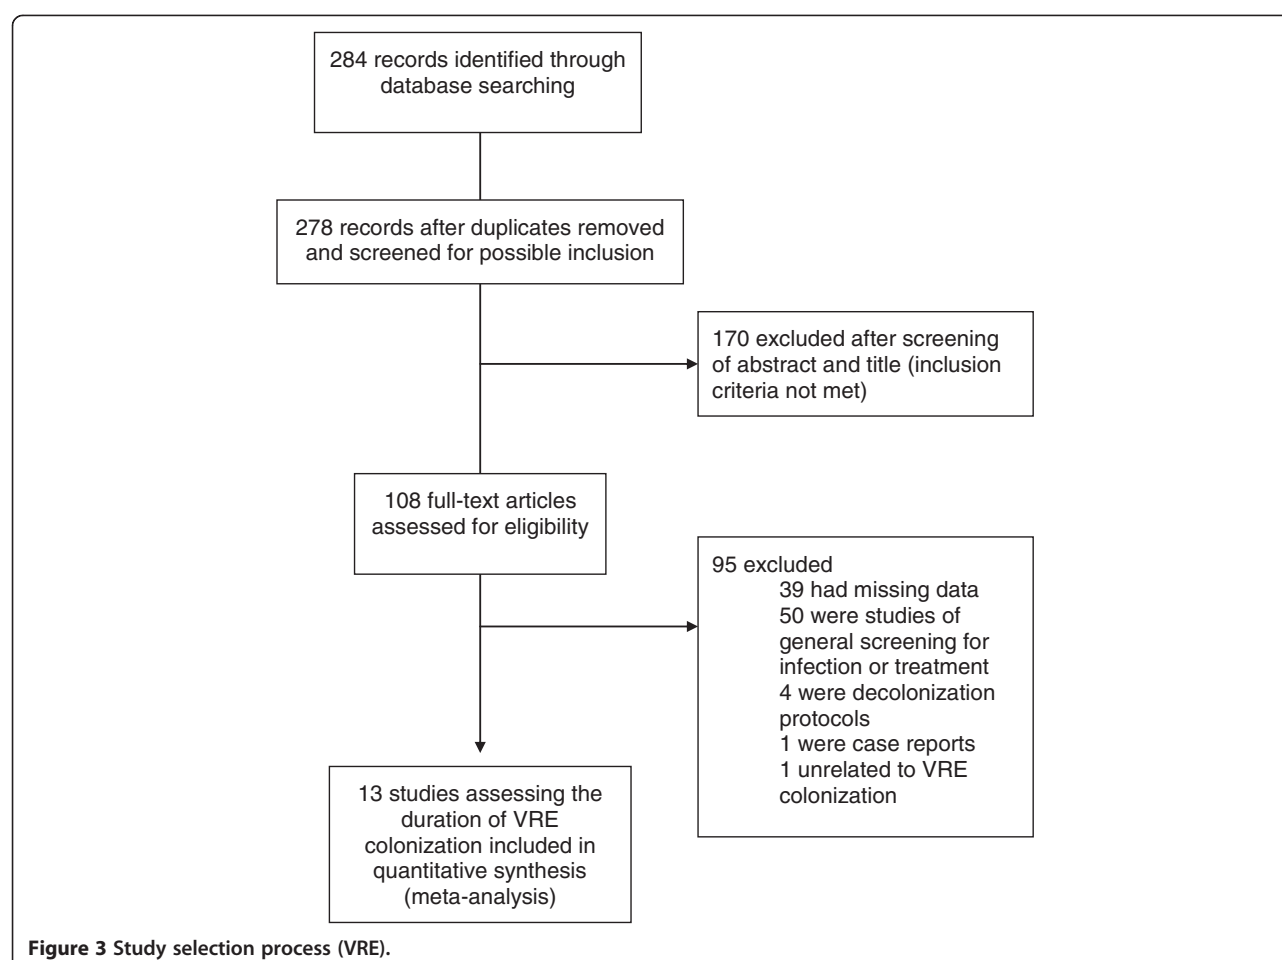 284 records identified through
database searching
278 records after duplicates removed
and screened for possible inclusion
170 excluded after screening
of abstract and title (inclusion
criteria not met)
108 full-text articles
assessed for eligibility
95 excluded
39 had missing data
50 were studies of
general screening for
infection or treatment
4 were decolonization
protocols
1 were case reports
1 unrelated to VRE
colonization
13 studies assessing the
duration of VRE
colonization included in
quantitative synthesis
(meta-analysis)
Figure 3 Study selection process (VRE).